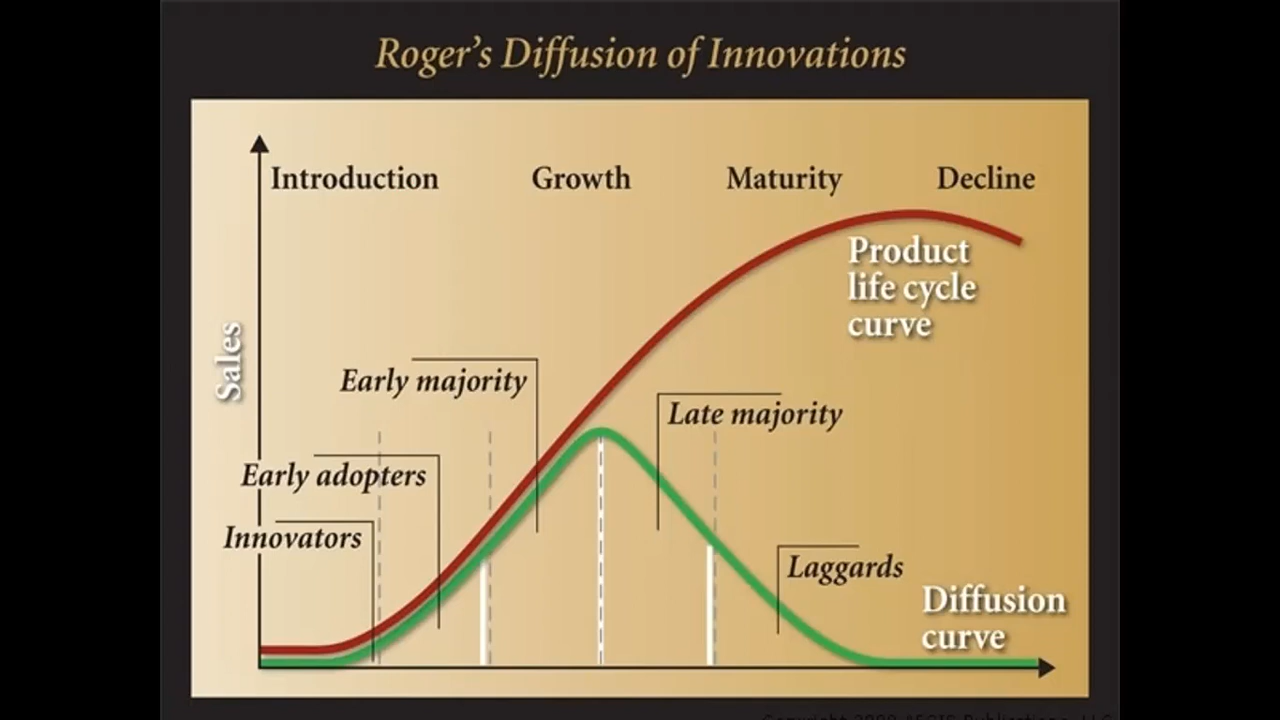 Roger's Diffusion of Innovations
Introduction
Growth
Maturity
Decline
Product
life cycle
curve
Sales
Early majority
Late majority
Early adopters
Innovators
Laggards
Diffusion
curve